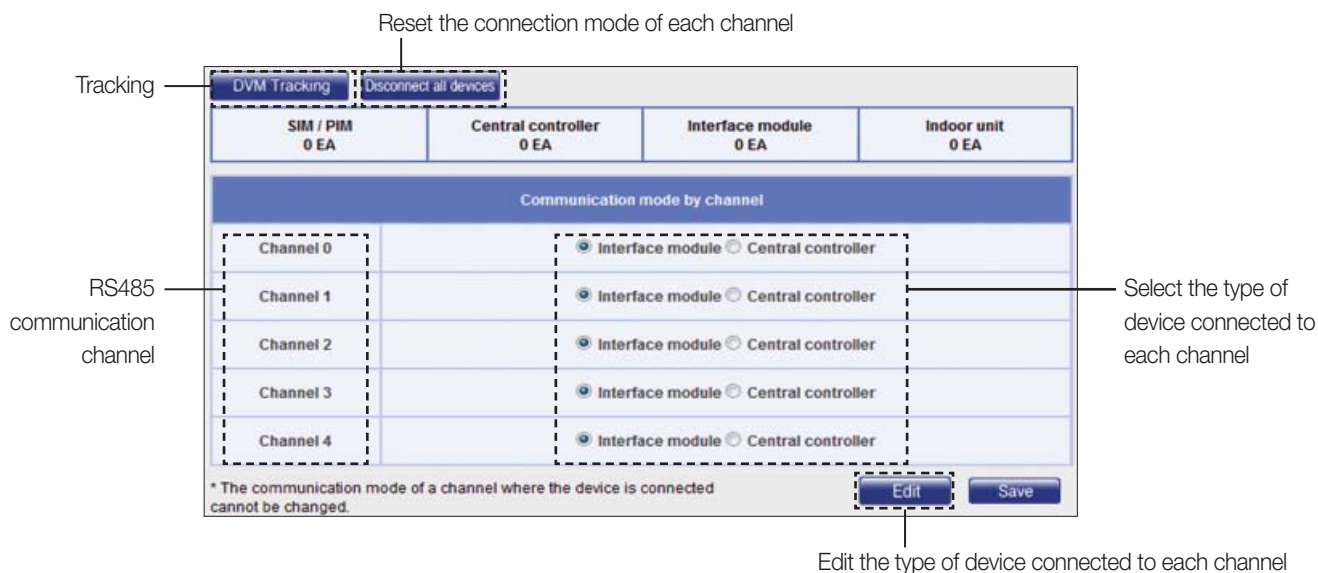 Reset the connection mode of each channel
Tracking
DVM Tracking Disconnect all devices
SIM / PIM Central controller Interface module Indoor unit
0 EA 0 EA 0 EA 0 EA
Communication mode by channel
Channel 0 Interface module Central controller
Channel 1 Interface module Central controller
Channel 2 Interface module Central controller
Channel 3 Interface module Central controller
Channel 4 Interface module Central controller
RS485
communication
channel
Select the type of
device connected to
each channel
* The communication mode of a channel where the device is connected
cannot be changed.
Edit Save
Edit the type of device connected to each channel